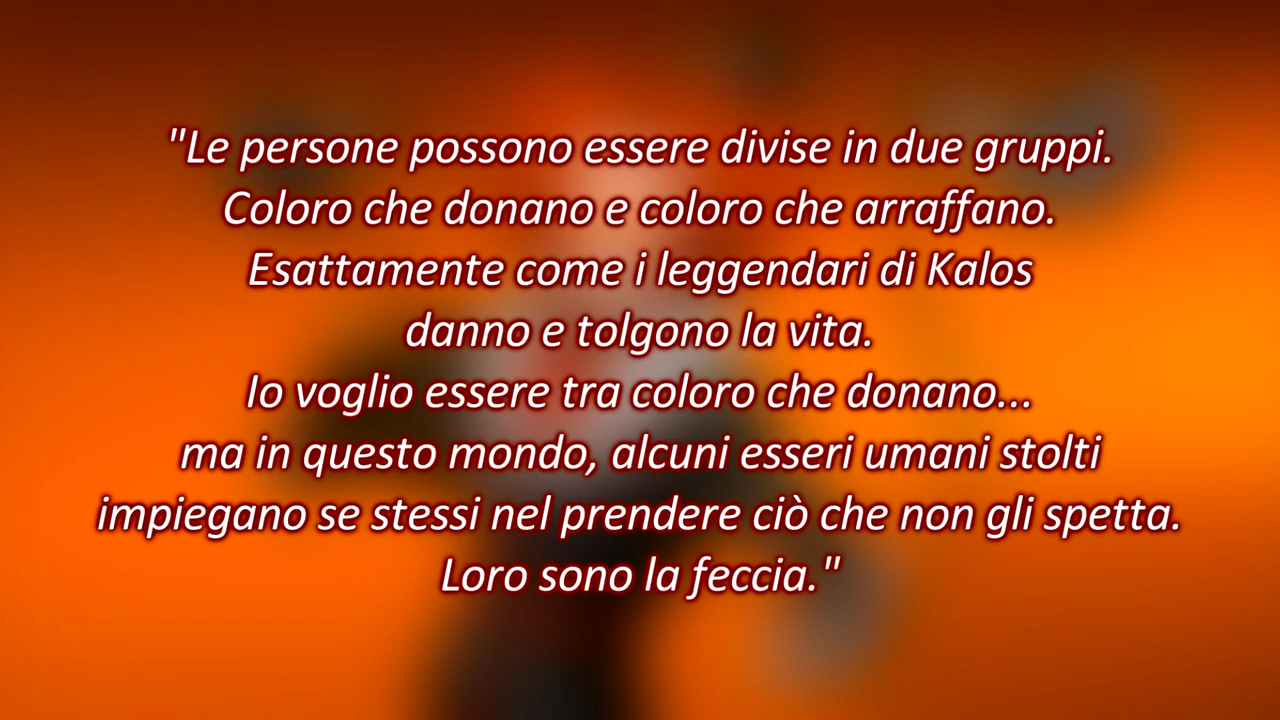 "Le persone possono essere divise in due gruppi.
Coloro che donano e coloro che arraffano.
Esattamente come i leggendari di Kalos
danno e tolgono la vita.
Io voglio essere tra coloro che donano...
ma in questo mondo, alcuni esseri umani stolti
impiegano se stessi nel prendere ciò che non gli spetta.
Loro sono la feccia."